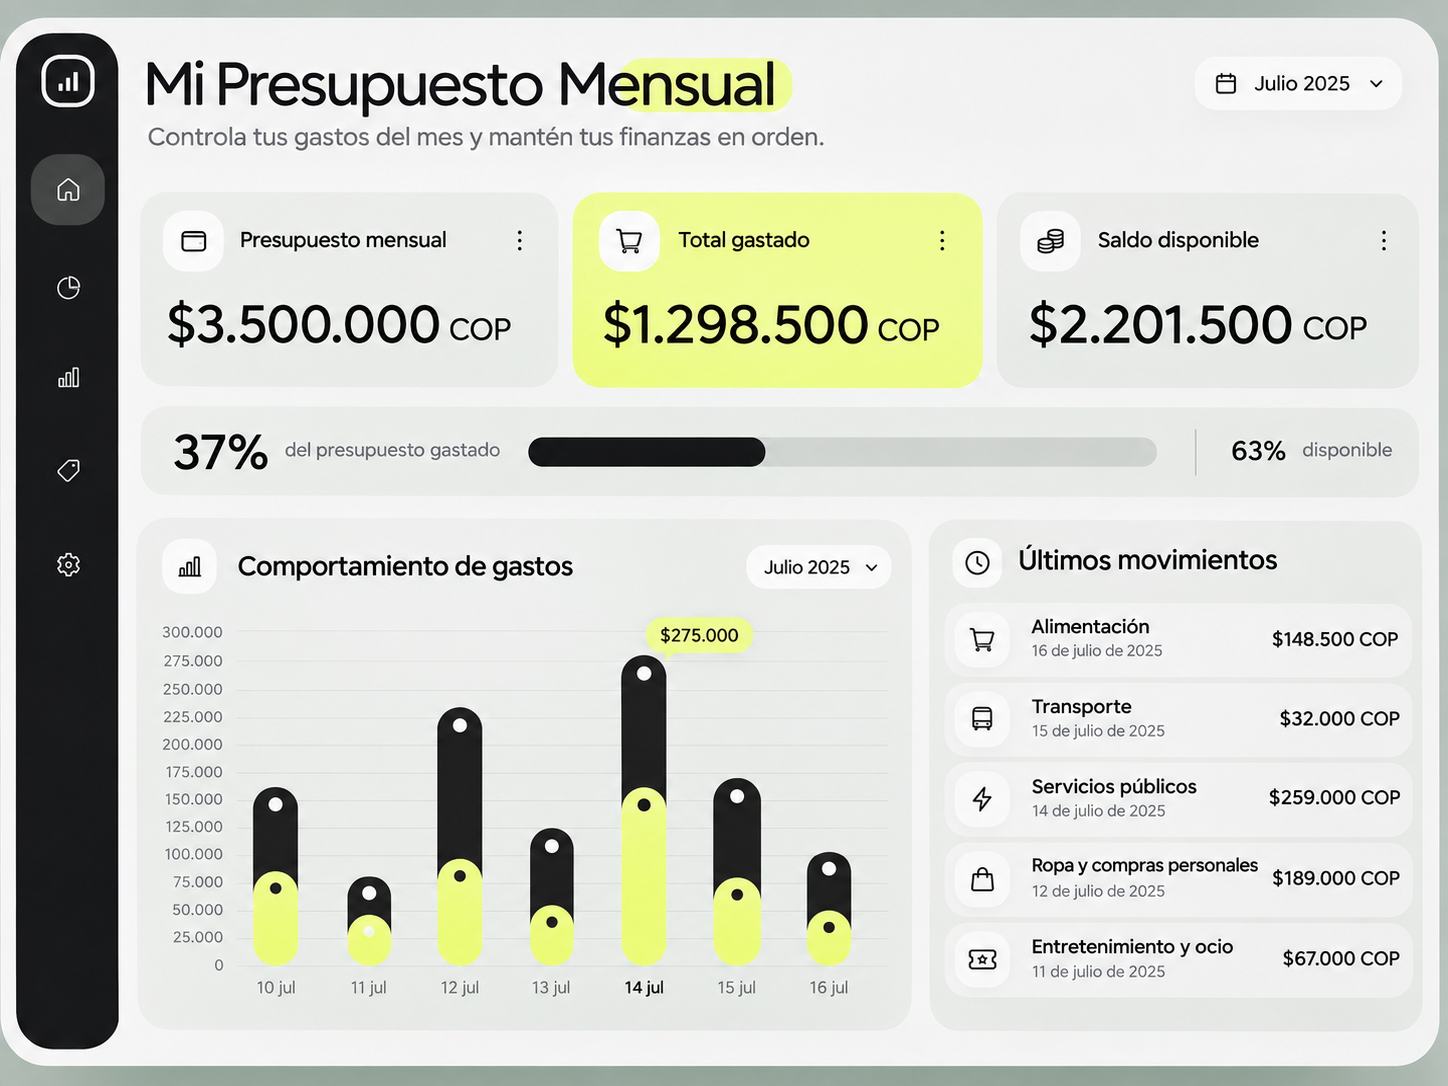 Mi Presupuesto Mensual
Julio 2025
Controla tus gastos del mes y mantén tus finanzas en orden.
Presupuesto mensual
$3.500.000 COP
Total gastado
$1.298.500 COP
Saldo disponible
$2.201.500 COP
37% del presupuesto gastado
63% disponible
Comportamiento de gastos
Julio 2025
$275.000
300.000
275.000
250.000
225.000
200.000
175.000
150.000
125.000
100.000
75.000
50.000
25.000
0
10 jul
11 jul
12 jul
13 jul
14 jul
15 jul
16 jul
Últimos movimientos
Alimentación
16 de julio de 2025
$148.500 COP
Transporte
15 de julio de 2025
$32.000 COP
Servicios públicos
14 de julio de 2025
$259.000 COP
Ropa y compras personales
12 de julio de 2025
$189.000 COP
Entretenimiento y ocio
11 de julio de 2025
$67.000 COP